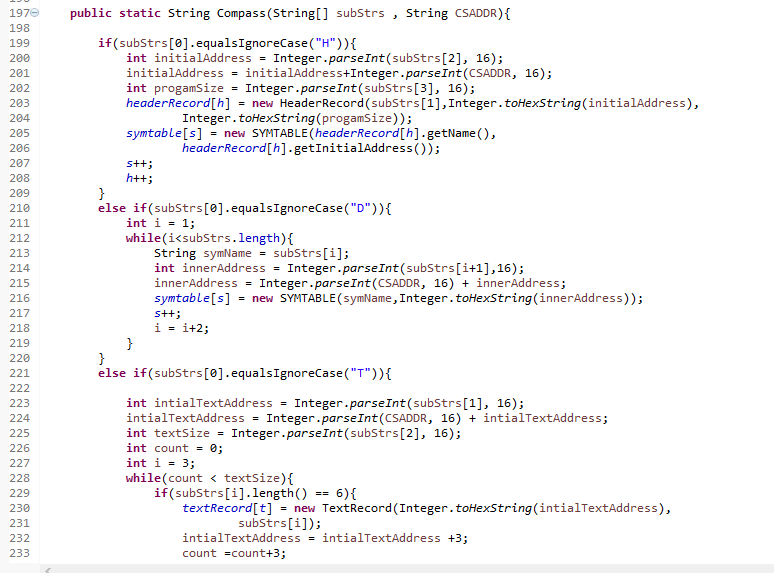 197 public static String Compass(String[] subStrs , String CSADDR){
198
199 if(subStrs[0].equalsIgnoreCase("H")){
200 int initialAddress = Integer.parseInt(subStrs[2], 16);
201 initialAddress = initialAddress+Integer.parseInt(CSADDR, 16);
202 int progamSize = Integer.parseInt(subStrs[3], 16);
203 headerRecord[h] = new HeaderRecord(subStrs[1],Integer.toHexString(initialAddress),
204 Integer.toHexString(progamSize));
205 symtable[s] = new SYMTABLE(headerRecord[h].getName(),
206 headerRecord[h].getInitialAddress());
207 s++;
208 h++;
209 }
210 else if(subStrs[0].equalsIgnoreCase("D")){
211 int i = 1;
212 while(i<subStrs.length){
213 String symName = subStrs[i];
214 int innerAddress = Integer.parseInt(subStrs[i+1],16);
215 innerAddress = Integer.parseInt(CSADDR, 16) + innerAddress;
216 symtable[s] = new SYMTABLE(symName,Integer.toHexString(innerAddress));
217 s++;
218 i = i+2;
219 }
220 }
221 else if(subStrs[0].equalsIgnoreCase("T")){
222
223 int intialTextAddress = Integer.parseInt(subStrs[1], 16);
224 intialTextAddress = Integer.parseInt(CSADDR, 16) + intialTextAddress;
225 int textSize = Integer.parseInt(subStrs[2], 16);
226 int count = 0;
227 int i = 3;
228 while(count < textSize){
229 if(subStrs[i].length() == 6){
230 textRecord[t] = new TextRecord(Integer.toHexString(intialTextAddress),
231 subStrs[i]);
232 intialTextAddress = intialTextAddress +3;
233 count =count+3;